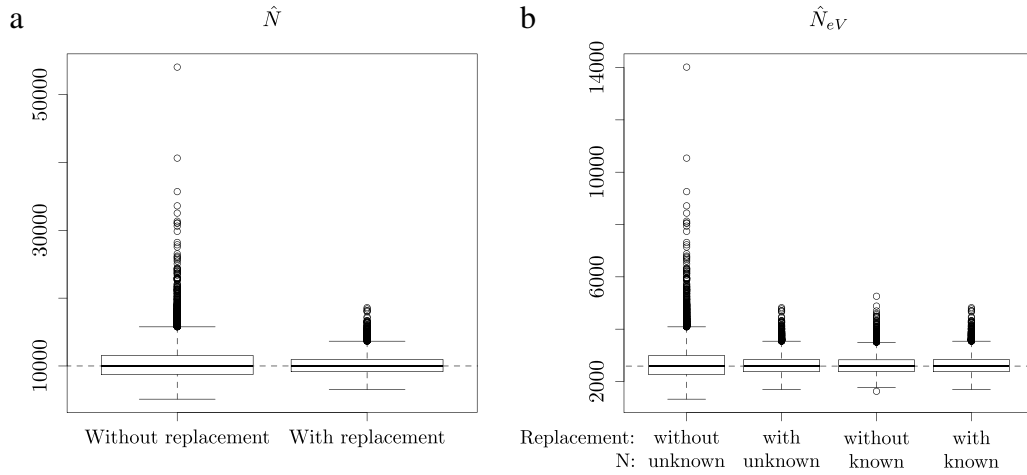 a
N̂
50000
30000
10000
Without replacement
With replacement
b
N̂_eV
14000
10000
6000
2000
Replacement: without with without with
N: unknown unknown known known